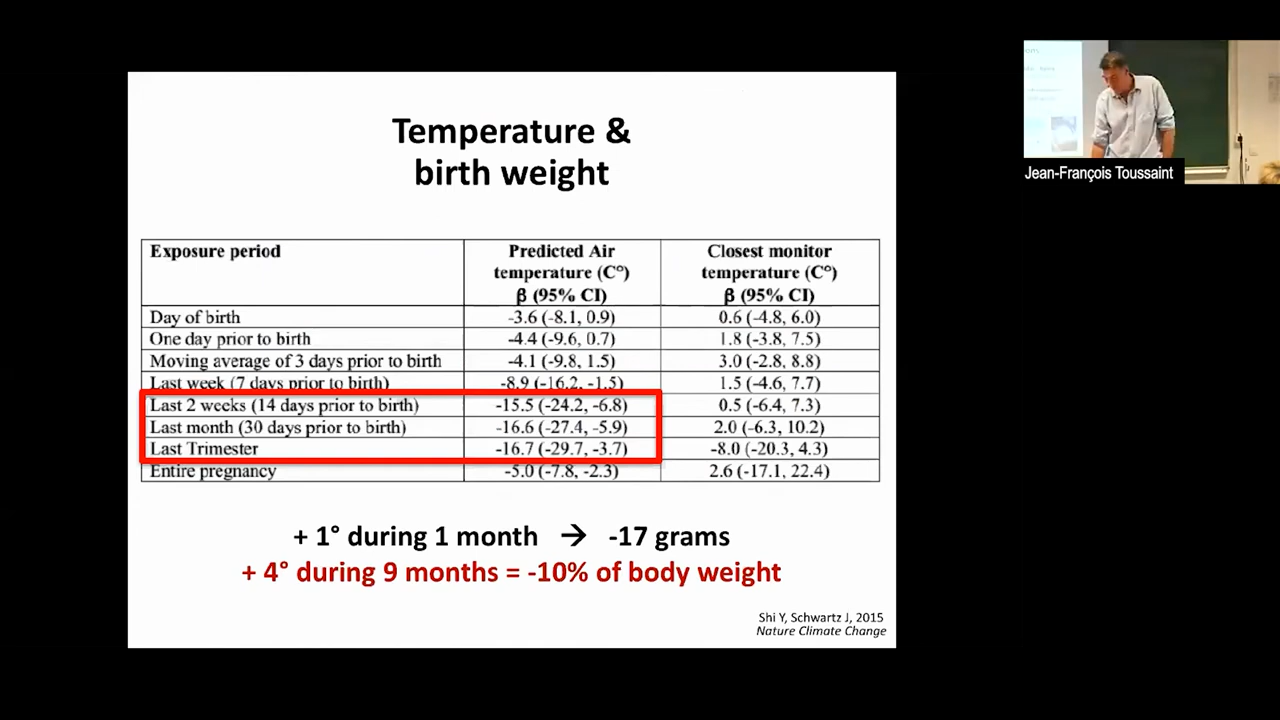 Temperature &
birth weight
Exposure period Predicted Air temperature (C°) β (95% CI) Closest monitor temperature (C°) β (95% CI)
Day of birth -3.6 (-8.1, 0.9) 0.6 (-4.8, 6.0)
One day prior to birth -4.4 (-9.6, 0.7) 1.8 (-3.8, 7.5)
Moving average of 3 days prior to birth -4.1 (-9.8, 1.5) 3.0 (-2.8, 8.8)
Last week (7 days prior to birth) -8.9 (-16.2, -1.5) 1.5 (-4.6, 7.7)
Last 2 weeks (14 days prior to birth) -15.5 (-24.2, -6.8) 0.5 (-6.4, 7.3)
Last month (30 days prior to birth) -16.6 (-27.4, -5.9) 2.0 (-6.3, 10.2)
Last Trimester -16.7 (-29.7, -3.7) -8.0 (-20.3, 4.3)
Entire pregnancy -5.0 (-7.8, -2.3) 2.6 (-17.1, 22.4)
+ 1° during 1 month → -17 grams
+ 4° during 9 months = -10% of body weight
Shi Y, Schwartz J, 2015
Nature Climate Change
Jean-François Toussaint